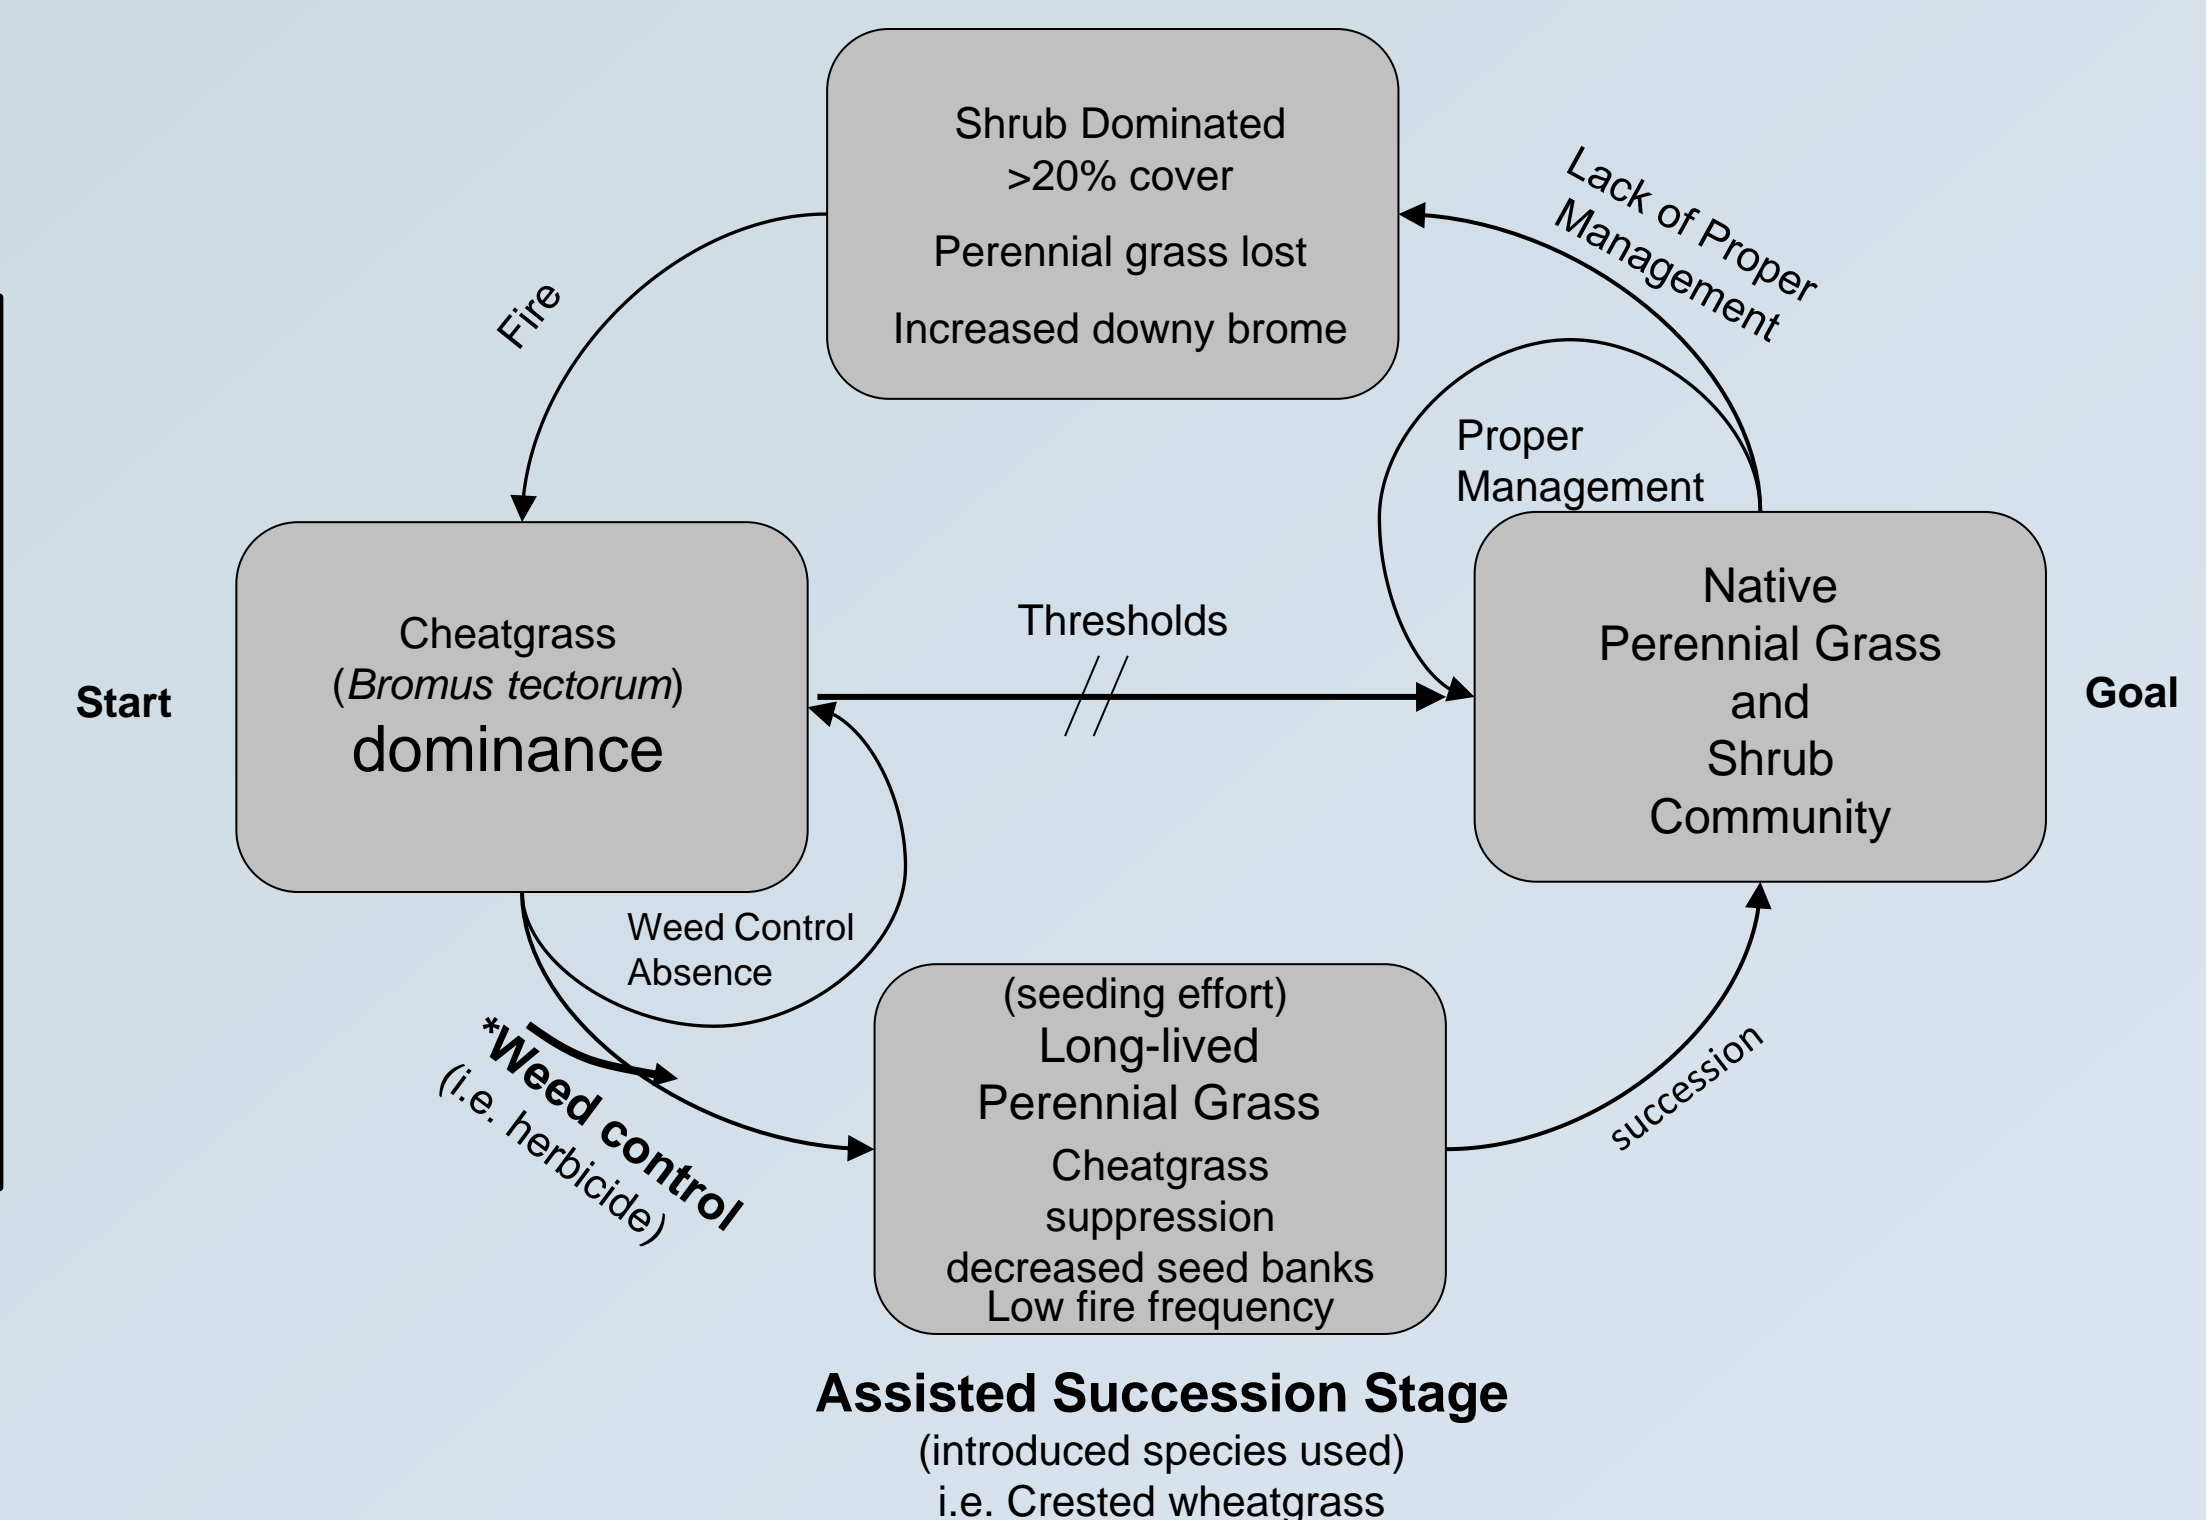 Shrub Dominated
>20% cover
Perennial grass lost
Increased downy brome
Lack of Proper
Management
Fire
Proper
Management
Start
Cheatgrass
(Bromus tectorum)
dominance
Thresholds
Native
Perennial Grass
and
Shrub
Community
Goal
Weed Control
Absence
*Weed control
(i.e. herbicide)
(seeding effort)
Long-lived
Perennial Grass
Cheatgrass
suppression
decreased seed banks
Low fire frequency
succession
Assisted Succession Stage
(introduced species used)
i.e. Crested wheatgrass